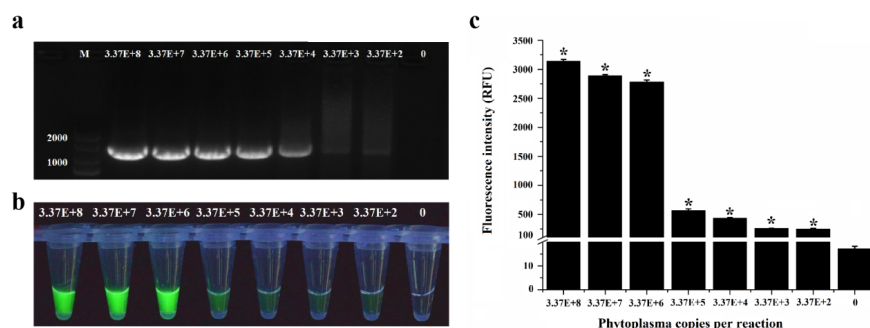 a
M 3.37E+8 3.37E+7 3.37E+6 3.37E+5 3.37E+4 3.37E+3 3.37E+2 0
2000
1000
b
3.37E+8 3.37E+7 3.37E+6 3.37E+5 3.37E+4 3.37E+3 3.37E+2 0
c
Fluorescence intensity (RFU)
3500
3000
2500
2000
1500
1000
500
100
10
0
* * * * * * *
3.37E+8 3.37E+7 3.37E+6 3.37E+5 3.37E+4 3.37E+3 3.37E+2 0
Phytoplasma copies per reaction